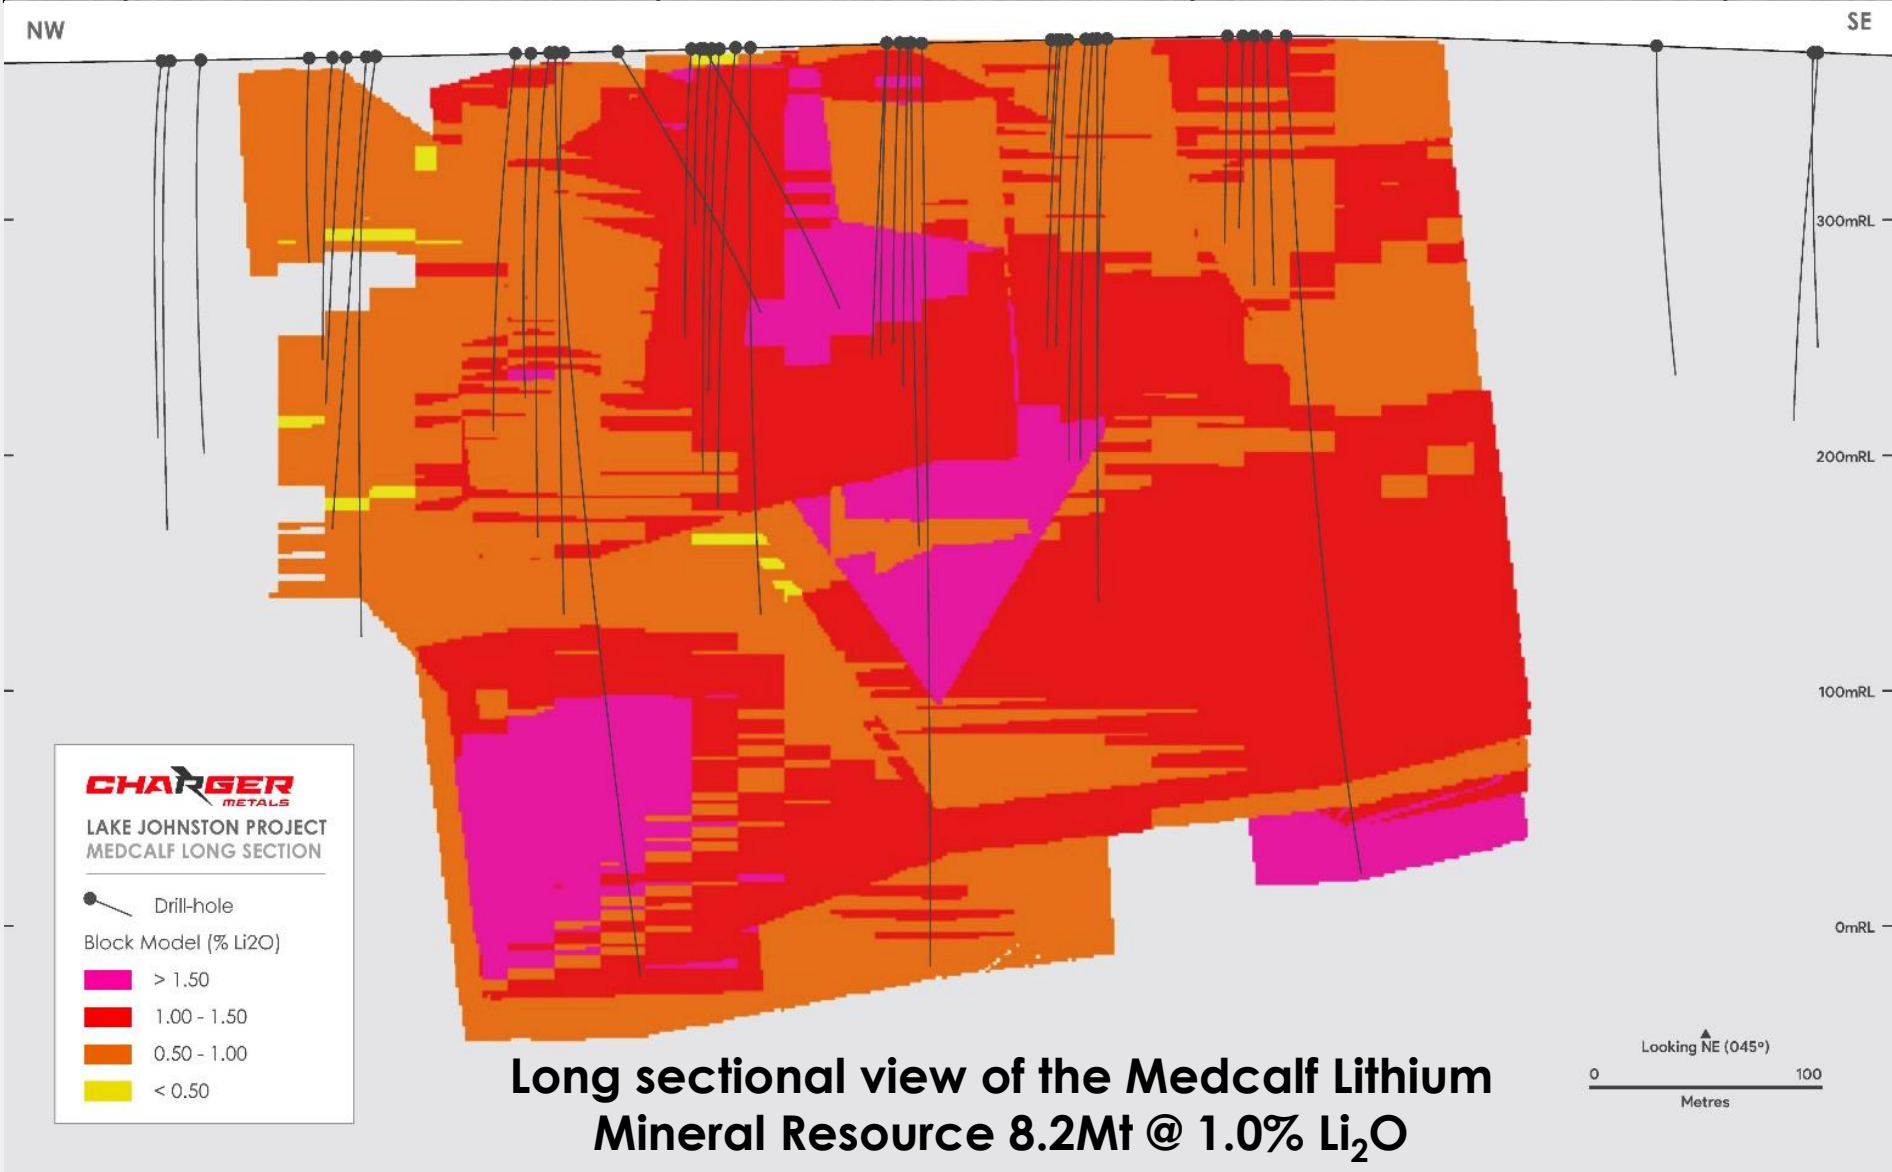 NW
SE
300mRL
200mRL
100mRL
0mRL
CHARGER
METALS
LAKE JOHNSTON PROJECT
MEDCALF LONG SECTION
Drill-hole
Block Model (% Li2O)
> 1.50
1.00 - 1.50
0.50 - 1.00
< 0.50
Looking NE (045°)
0 100
Metres
Long sectional view of the Medcalf Lithium
Mineral Resource 8.2Mt @ 1.0% Li₂O